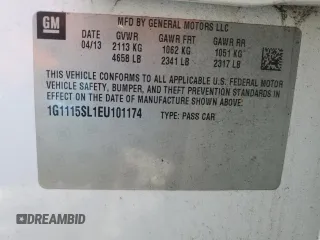 GM
MFD BY GENERAL MOTORS LLC
DATE GVWR GAWR FRT GAWR RR
04/13 2113 KG 1062 KG 1051 KG
4658 LB 2341 LB 2317 LB
THIS VEHICLE CONFORMS TO ALL APPLICABLE U.S. FEDERAL MOTOR
VEHICLE SAFETY, BUMPER, AND THEFT PREVENTION STANDARDS IN
EFFECT ON THE DATE OF MANUFACTURE SHOWN ABOVE.
1G1115SL1EU101174 TYPE: PASS CAR
DREAMBID